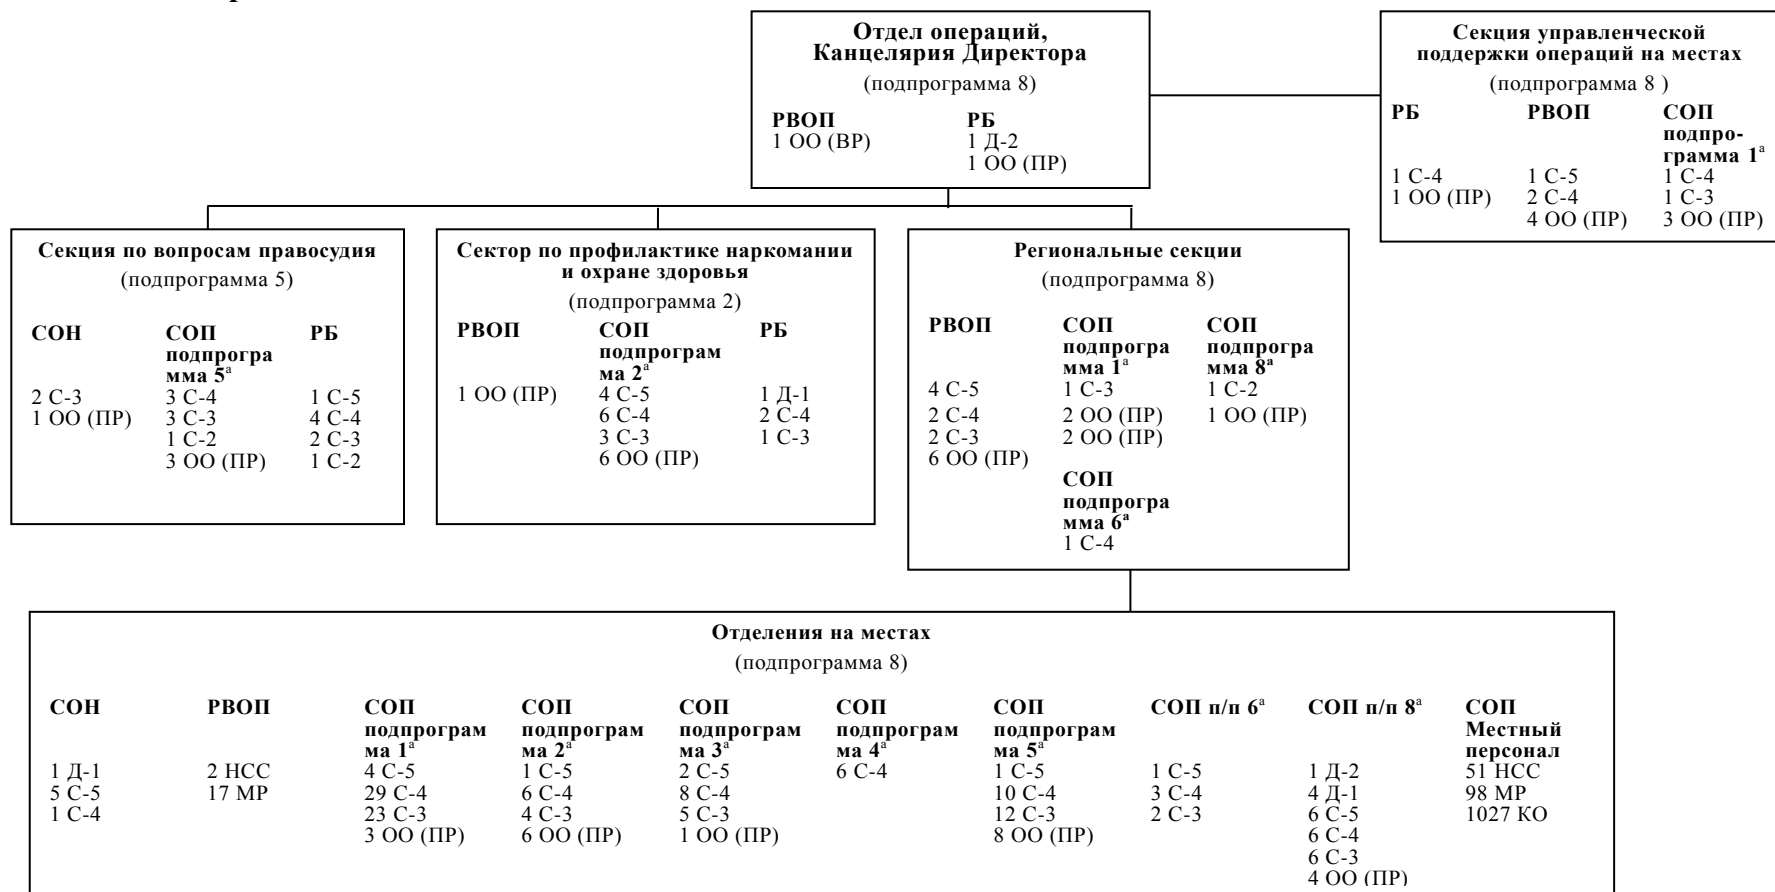 Отдел операций,
Канцелярия Директора
(подпрограмма 8)
РВОП РБ
1 ОО (ВР) 1 Д-2
1 ОО (ПР)
Секция управленческой
поддержки операций на местах
(подпрограмма 8 )
РБ РВОП СОП
подпро-
грамма 1ª
1 С-4 1 С-5 1 С-4
1 ОО (ПР) 2 С-4 1 С-3
4 ОО (ПР) 3 ОО (ПР)
Секция по вопросам правосудия
(подпрограмма 5)
СОН СОП РБ
подпрогра
мма 5ª
2 С-3 3 С-4 1 С-5
1 ОО (ПР) 3 С-3 4 С-4
1 С-2 2 С-3
3 ОО (ПР) 1 С-2
Сектор по профилактике наркомании
и охране здоровья
(подпрограмма 2)
РВОП СОП РБ
подпрограм
ма 2ª
1 ОО (ПР) 4 С-5 1 Д-1
6 С-4 2 С-4
3 С-3 1 С-3
6 ОО (ПР)
Региональные секции
(подпрограмма 8)
РВОП СОП СОП
подпрогра подпрогра
мма 1ª мма 8ª
4 С-5 1 С-3 1 С-2
2 С-4 2 ОО (ПР) 1 ОО (ПР)
2 С-3 2 ОО (ПР)
6 ОО (ПР)
СОП
подпрогра
мма 6ª
1 С-4
Отделения на местах
(подпрограмма 8)
СОН РВОП СОП СОП СОП СОП СОП СОП п/п 6ª СОП п/п 8ª СОП
подпрограм подпрограм подпрограм подпрограм подпрограм Местный
ма 1ª ма 2ª ма 3ª ма 4ª ма 5ª персонал
1 Д-1 2 НСС 4 С-5 1 С-5 2 С-5 6 С-4 1 С-5 1 С-5 1 Д-2 51 НСС
5 С-5 17 МР 29 С-4 6 С-4 8 С-4 10 С-4 3 С-4 4 Д-1 98 МР
1 С-4 23 С-3 4 С-3 5 С-3 12 С-3 2 С-3 6 С-5 1027 КО
3 ОО (ПР) 6 ОО (ПР) 1 ОО (ПР) 8 ОО (ПР) 6 С-4
6 С-3
4 ОО (ПР)